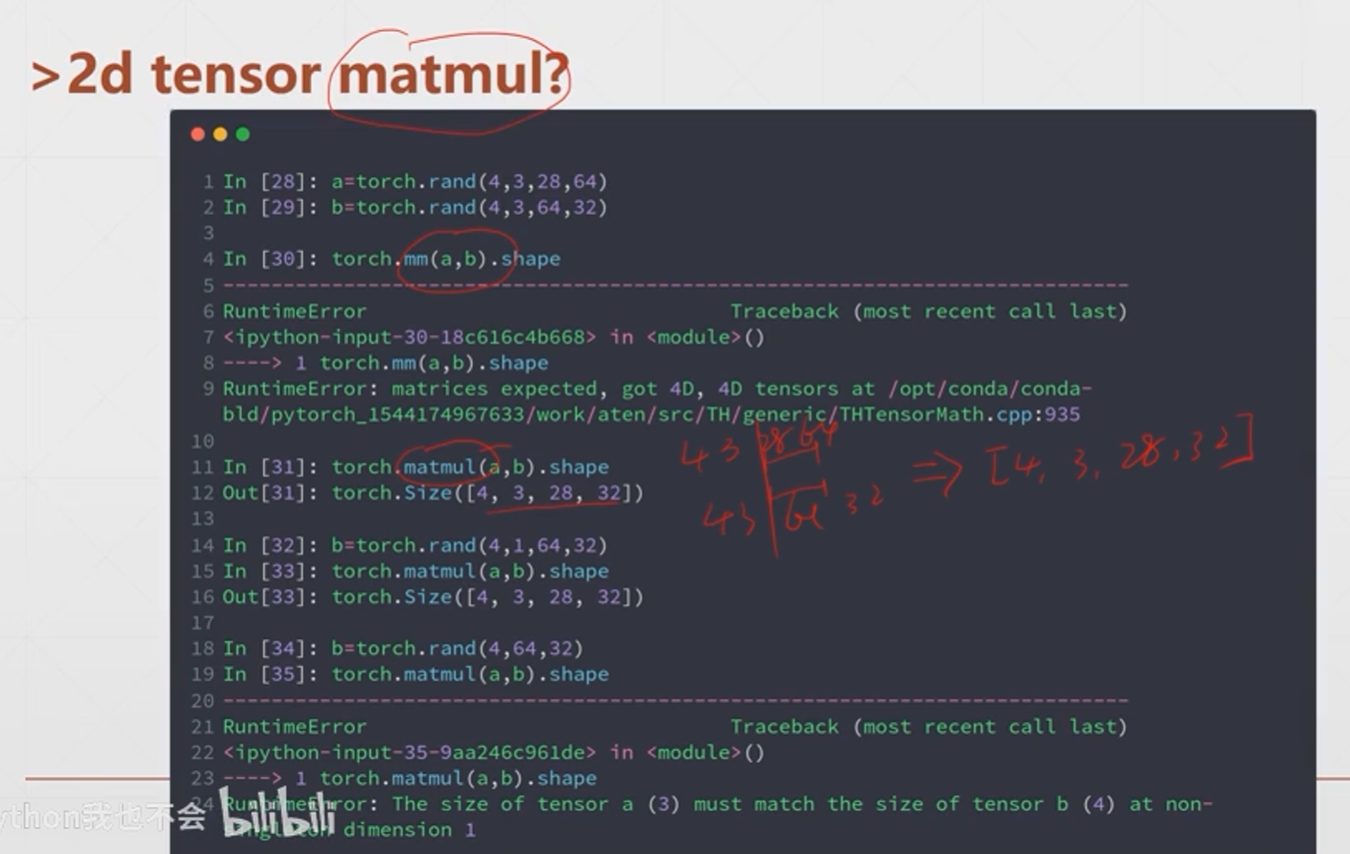 >2d tensor matmul?
1 In [28]: a=torch.rand(4,3,28,64)
2 In [29]: b=torch.rand(4,3,64,32)
3
4 In [30]: torch.mm(a,b).shape
5 ----------------------------------------------------------------------------
6 RuntimeError Traceback (most recent call last)
7 <ipython-input-30-18c616c4b668> in <module>()
8 ----> 1 torch.mm(a,b).shape
9 RuntimeError: matrices expected, got 4D, 4D tensors at /opt/conda/conda-
bld/pytorch_1544174967633/work/aten/src/TH/generic/THTensorMath.cpp:935
10
11 In [31]: torch.matmul(a,b).shape
12 Out[31]: torch.Size([4, 3, 28, 32])
43 28 64
43 64 32 => [4, 3, 28, 32]
13
14 In [32]: b=torch.rand(4,1,64,32)
15 In [33]: torch.matmul(a,b).shape
16 Out[33]: torch.Size([4, 3, 28, 32])
17
18 In [34]: b=torch.rand(4,64,32)
19 In [35]: torch.matmul(a,b).shape
20 ----------------------------------------------------------------------------
21 RuntimeError Traceback (most recent call last)
22 <ipython-input-35-9aa246c961de> in <module>()
23 ----> 1 torch.matmul(a,b).shape
24 RuntimeError: The size of tensor a (3) must match the size of tensor b (4) at non-
singleton dimension 1
ython我也不会 bilibili